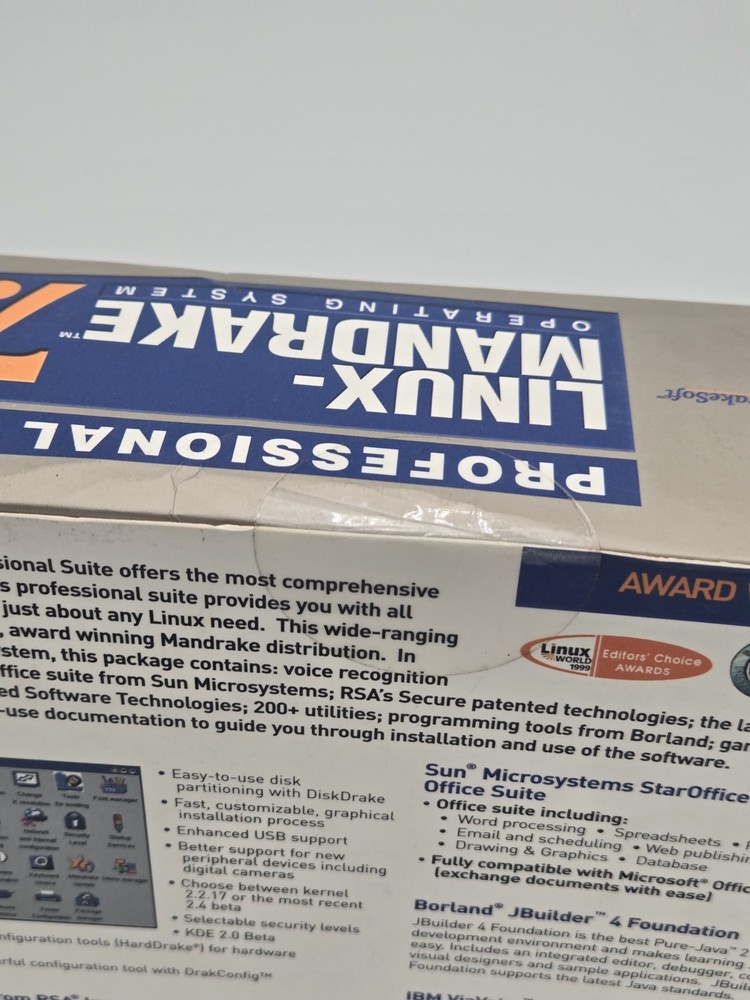 PROFESSIONAL
LINUX-
MANDRAKE™ 7.
OPERATING SYSTEM
akeSoft™
sional Suite offers the most comprehensive
s professional suite provides you with all
just about any Linux need. This wide-ranging
, award winning Mandrake distribution. In
stem, this package contains: voice recognition
ffice suite from Sun Microsystems; RSA's Secure patented technologies; the la
ed Software Technologies; 200+ utilities; programming tools from Borland; gam
-use documentation to guide you through installation and use of the software.
AWARD
Linux
WORLD
1999
Editors' Choice
AWARDS
• Easy-to-use disk
partitioning with DiskDrake
• Fast, customizable, graphical
installation process
• Enhanced USB support
• Better support for new
peripheral devices including
digital cameras
• Choose between kernel
2.2.17 or the most recent
2.4 beta
• Selectable security levels
• KDE 2.0 Beta
nfiguration tools (HardDrake®) for hardware
rful configuration tool with DrakConfig™
Sun® Microsystems StarOffice
Office Suite
• Office suite including:
• Word processing • Spreadsheets •
• Email and scheduling • Web publishin
• Drawing & Graphics • Database
• Fully compatible with Microsoft® Offic
(exchange documents with ease)
Borland® JBuilder™ 4 Foundation
JBuilder 4 Foundation is the best Pure-Java™ 2
development environment and makes learning
easy. Includes an integrated editor, debugger, co
visual designers and sample applications. JBuil
Foundation supports the latest Java standards.